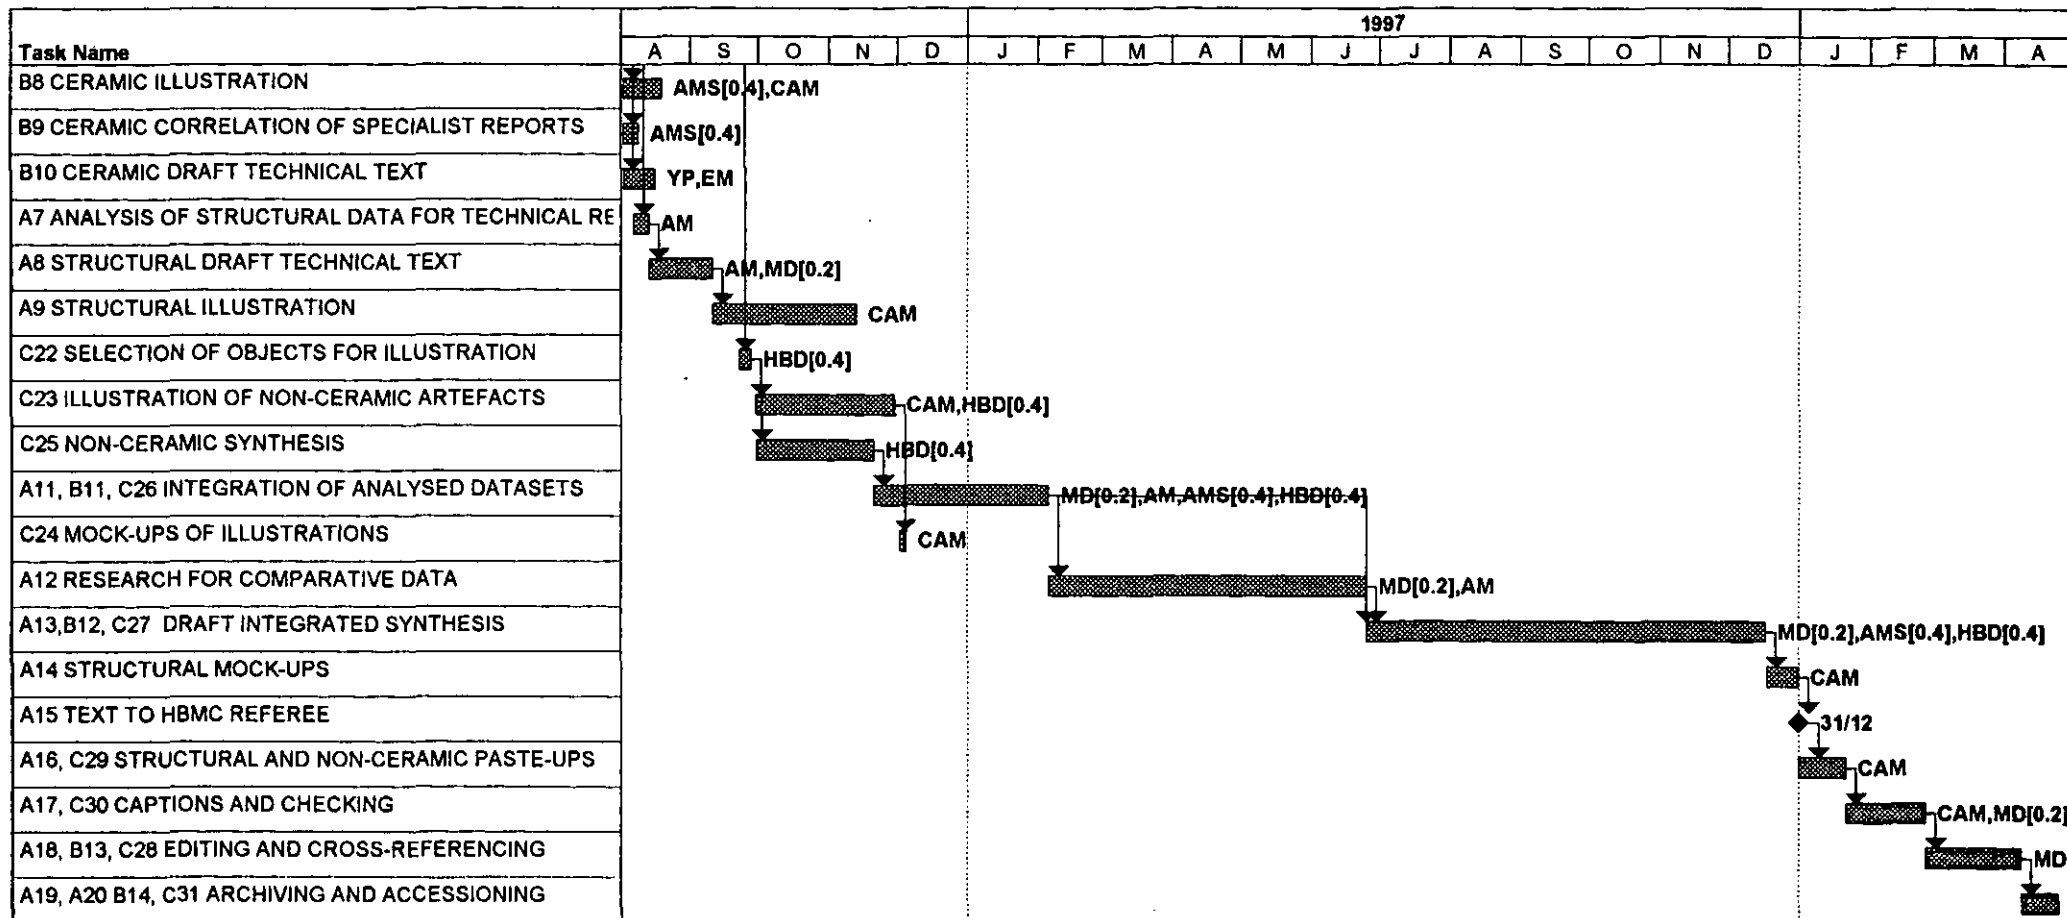 1997
Task Name A S O N D J F M A M J J A S O N D J F M A
B8 CERAMIC ILLUSTRATION AMS[0.4],CAM
B9 CERAMIC CORRELATION OF SPECIALIST REPORTS AMS[0.4]
B10 CERAMIC DRAFT TECHNICAL TEXT YP,EM
A7 ANALYSIS OF STRUCTURAL DATA FOR TECHNICAL RE AM
A8 STRUCTURAL DRAFT TECHNICAL TEXT AM,MD[0.2]
A9 STRUCTURAL ILLUSTRATION CAM
C22 SELECTION OF OBJECTS FOR ILLUSTRATION HBD[0.4]
C23 ILLUSTRATION OF NON-CERAMIC ARTEFACTS CAM,HBD[0.4]
C25 NON-CERAMIC SYNTHESIS HBD[0.4]
A11, B11, C26 INTEGRATION OF ANALYSED DATASETS MD[0.2],AM,AMS[0.4],HBD[0.4]
C24 MOCK-UPS OF ILLUSTRATIONS CAM
A12 RESEARCH FOR COMPARATIVE DATA MD[0.2],AM
A13,B12, C27 DRAFT INTEGRATED SYNTHESIS MD[0.2],AMS[0.4],HBD[0.4]
A14 STRUCTURAL MOCK-UPS CAM
A15 TEXT TO HBMC REFEREE 31/12
A16, C29 STRUCTURAL AND NON-CERAMIC PASTE-UPS CAM
A17, C30 CAPTIONS AND CHECKING CAM,MD[0.2]
A18, B13, C28 EDITING AND CROSS-REFERENCING MD
A19, A20 B14, C31 ARCHIVING AND ACCESSIONING